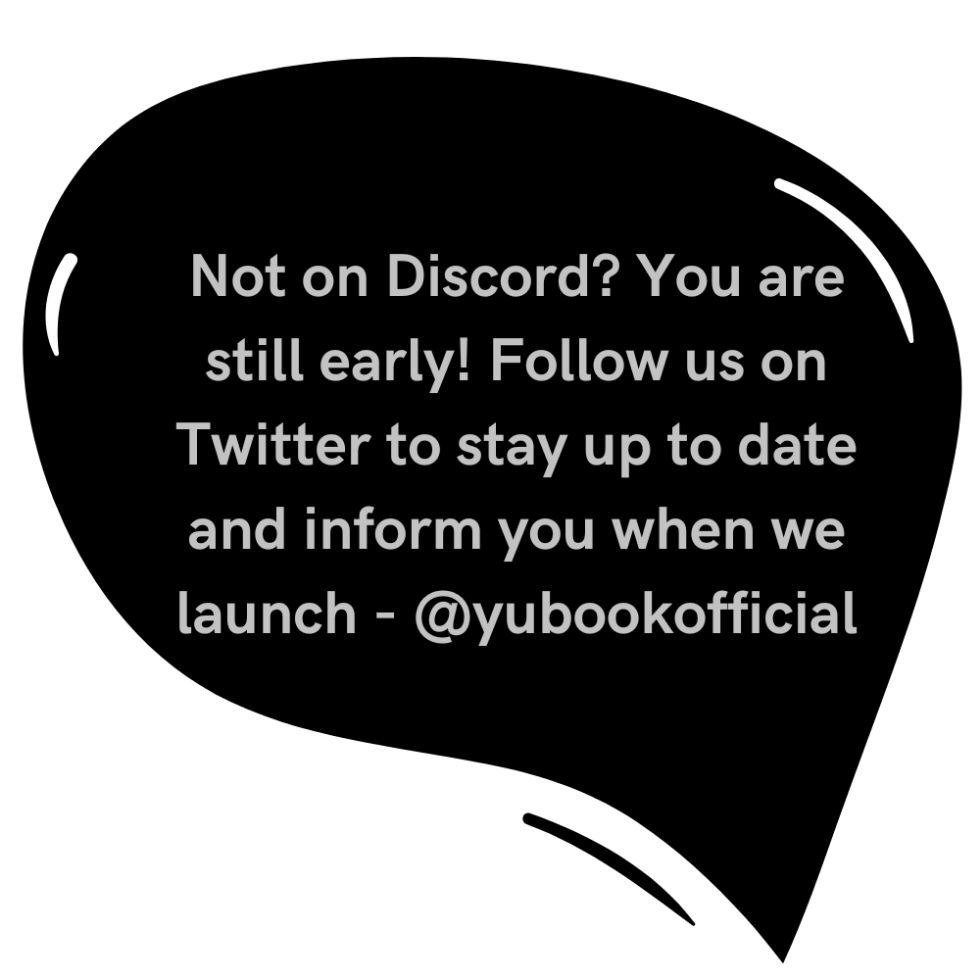 Not on Discord? You are
still early! Follow us on
Twitter to stay up to date
and inform you when we
launch - @yubookofficial